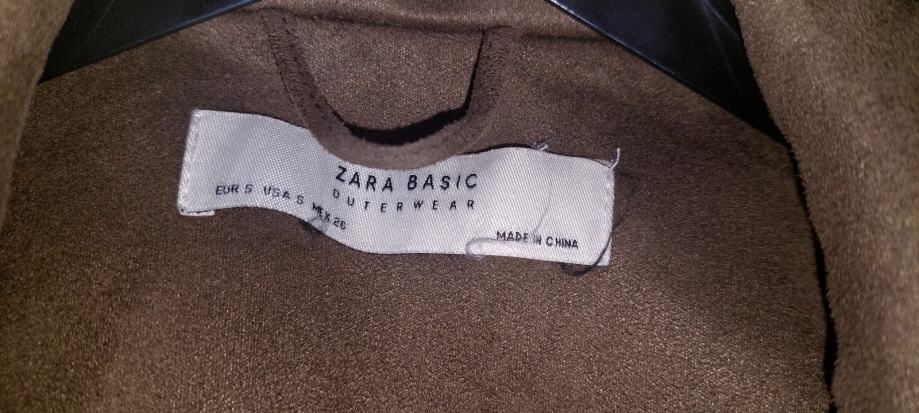 ZARA BASIC
OUTERWEAR
EUR S USA S MEX 26
MADE IN CHINA